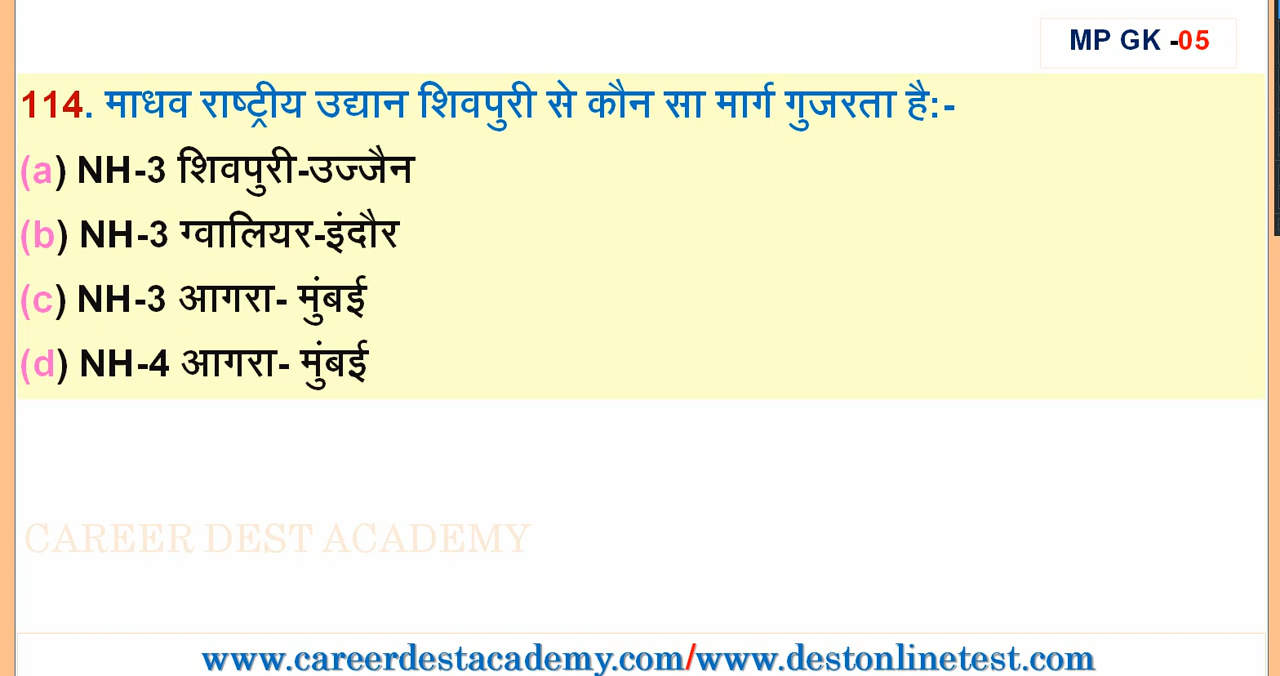 MP GK -05
114. माधव राष्ट्रीय उद्यान शिवपुरी से कौन सा मार्ग गुजरता है:-
(a) NH-3 शिवपुरी-उज्जैन
(b) NH-3 ग्वालियर-इंदौर
(c) NH-3 आगरा- मुंबई
(d) NH-4 आगरा- मुंबई
CAREER DEST ACADEMY
www.careerdestacademy.com/www.destonlinetest.com